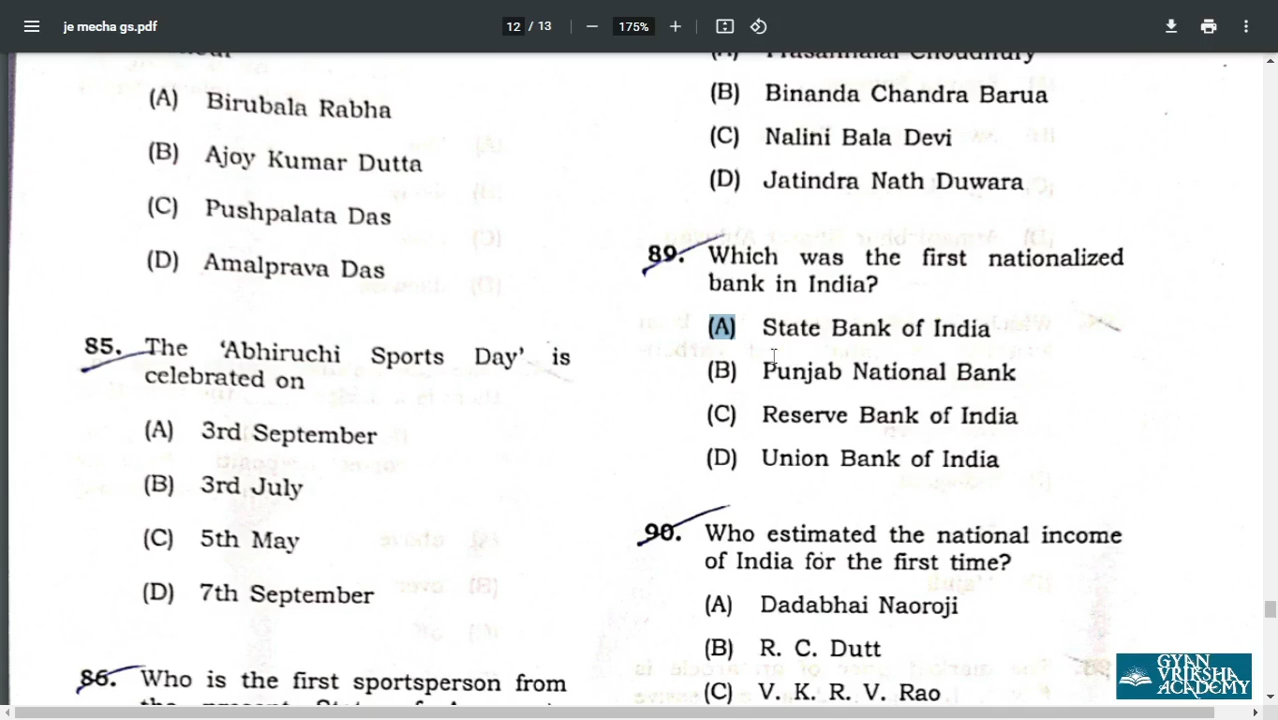 je mecha gs.pdf
12 / 13
175%
(A) Birubala Rabha
(B) Ajoy Kumar Dutta
(C) Pushpalata Das
(D) Amalprava Das
85. The 'Abhiruchi Sports Day' is
celebrated on
(A) 3rd September
(B) 3rd July
(C) 5th May
(D) 7th September
86. Who is the first sportsperson from
(A) Prasannalal Choudhury
(B) Binanda Chandra Barua
(C) Nalini Bala Devi
(D) Jatindra Nath Duwara
89. Which was the first nationalized
bank in India?
(A) State Bank of India
(B) Punjab National Bank
(C) Reserve Bank of India
(D) Union Bank of India
90. Who estimated the national income
of India for the first time?
(A) Dadabhai Naoroji
(B) R. C. Dutt
(C) V. K. R. V. Rao
GYAN
VRIKSHA
ACADEMY